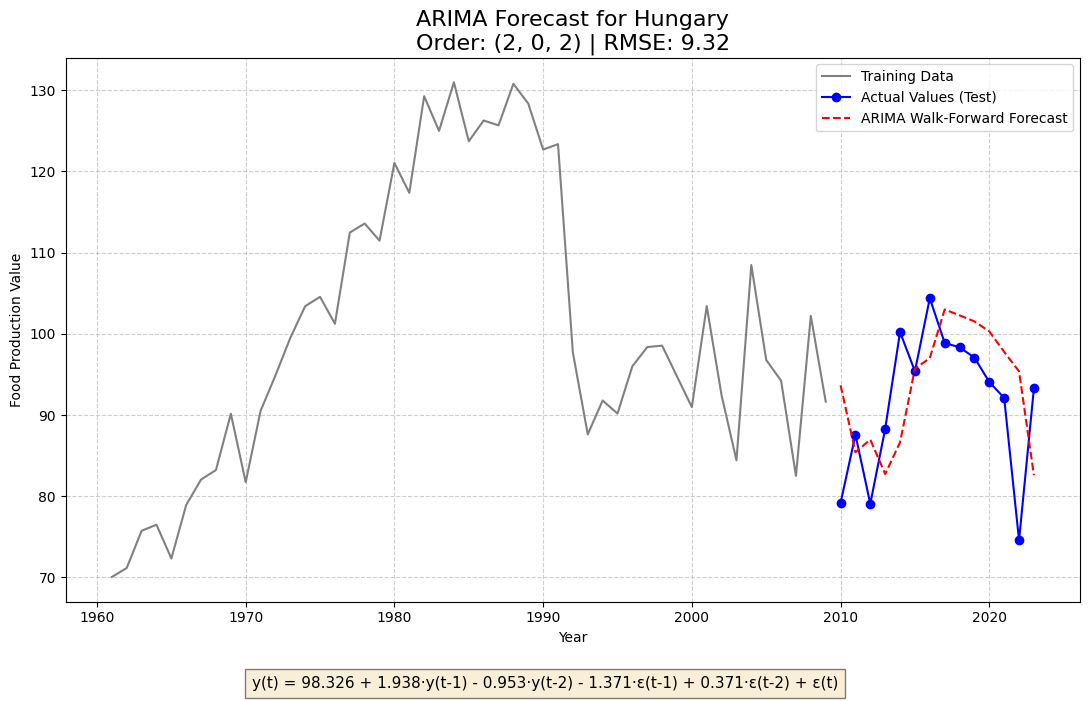 ARIMA Forecast for Hungary
Order: (2, 0, 2) | RMSE: 9.32
Training Data
Actual Values (Test)
ARIMA Walk-Forward Forecast
Food Production Value
130
120
110
100
90
80
70
1960
1970
1980
1990
2000
2010
2020
Year
y(t) = 98.326 + 1.938·y(t-1) - 0.953·y(t-2) - 1.371·ε(t-1) + 0.371·ε(t-2) + ε(t)